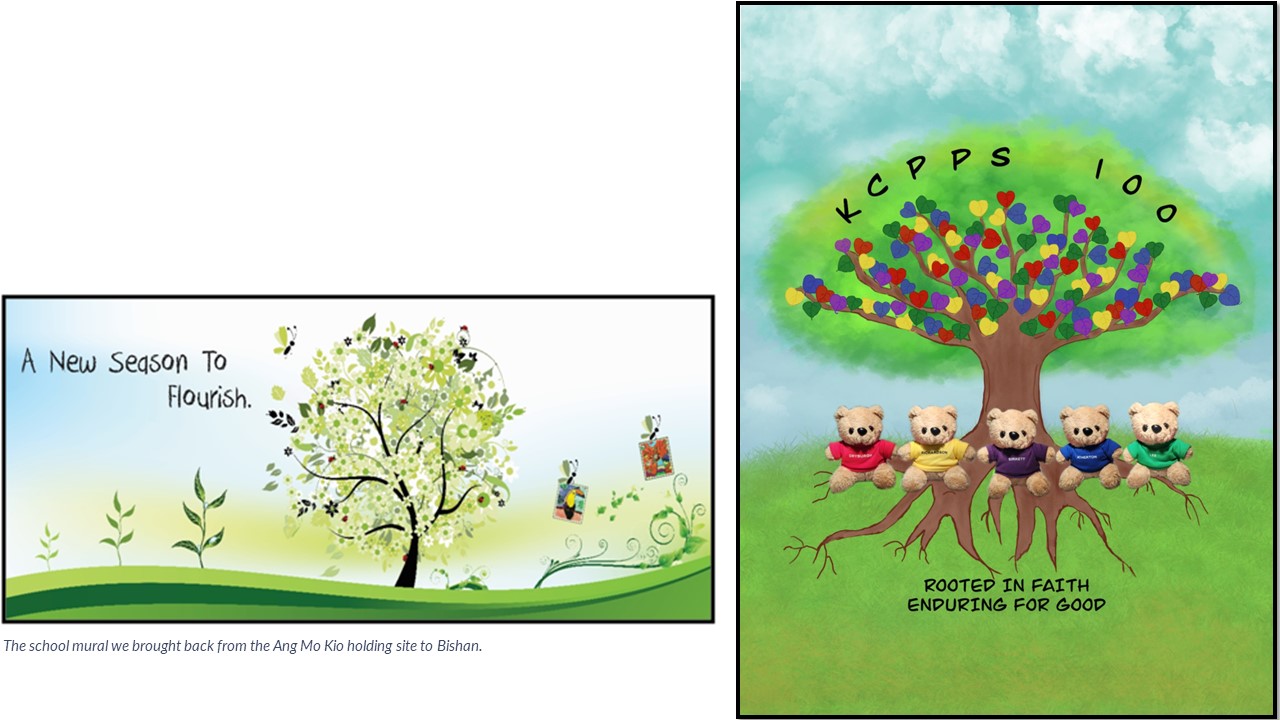 A New Season To
Flourish.
The school mural we brought back from the Ang Mo Kio holding site to Bishan.
KCPPS 100
ROOTED IN FAITH
ENDURING FOR GOOD